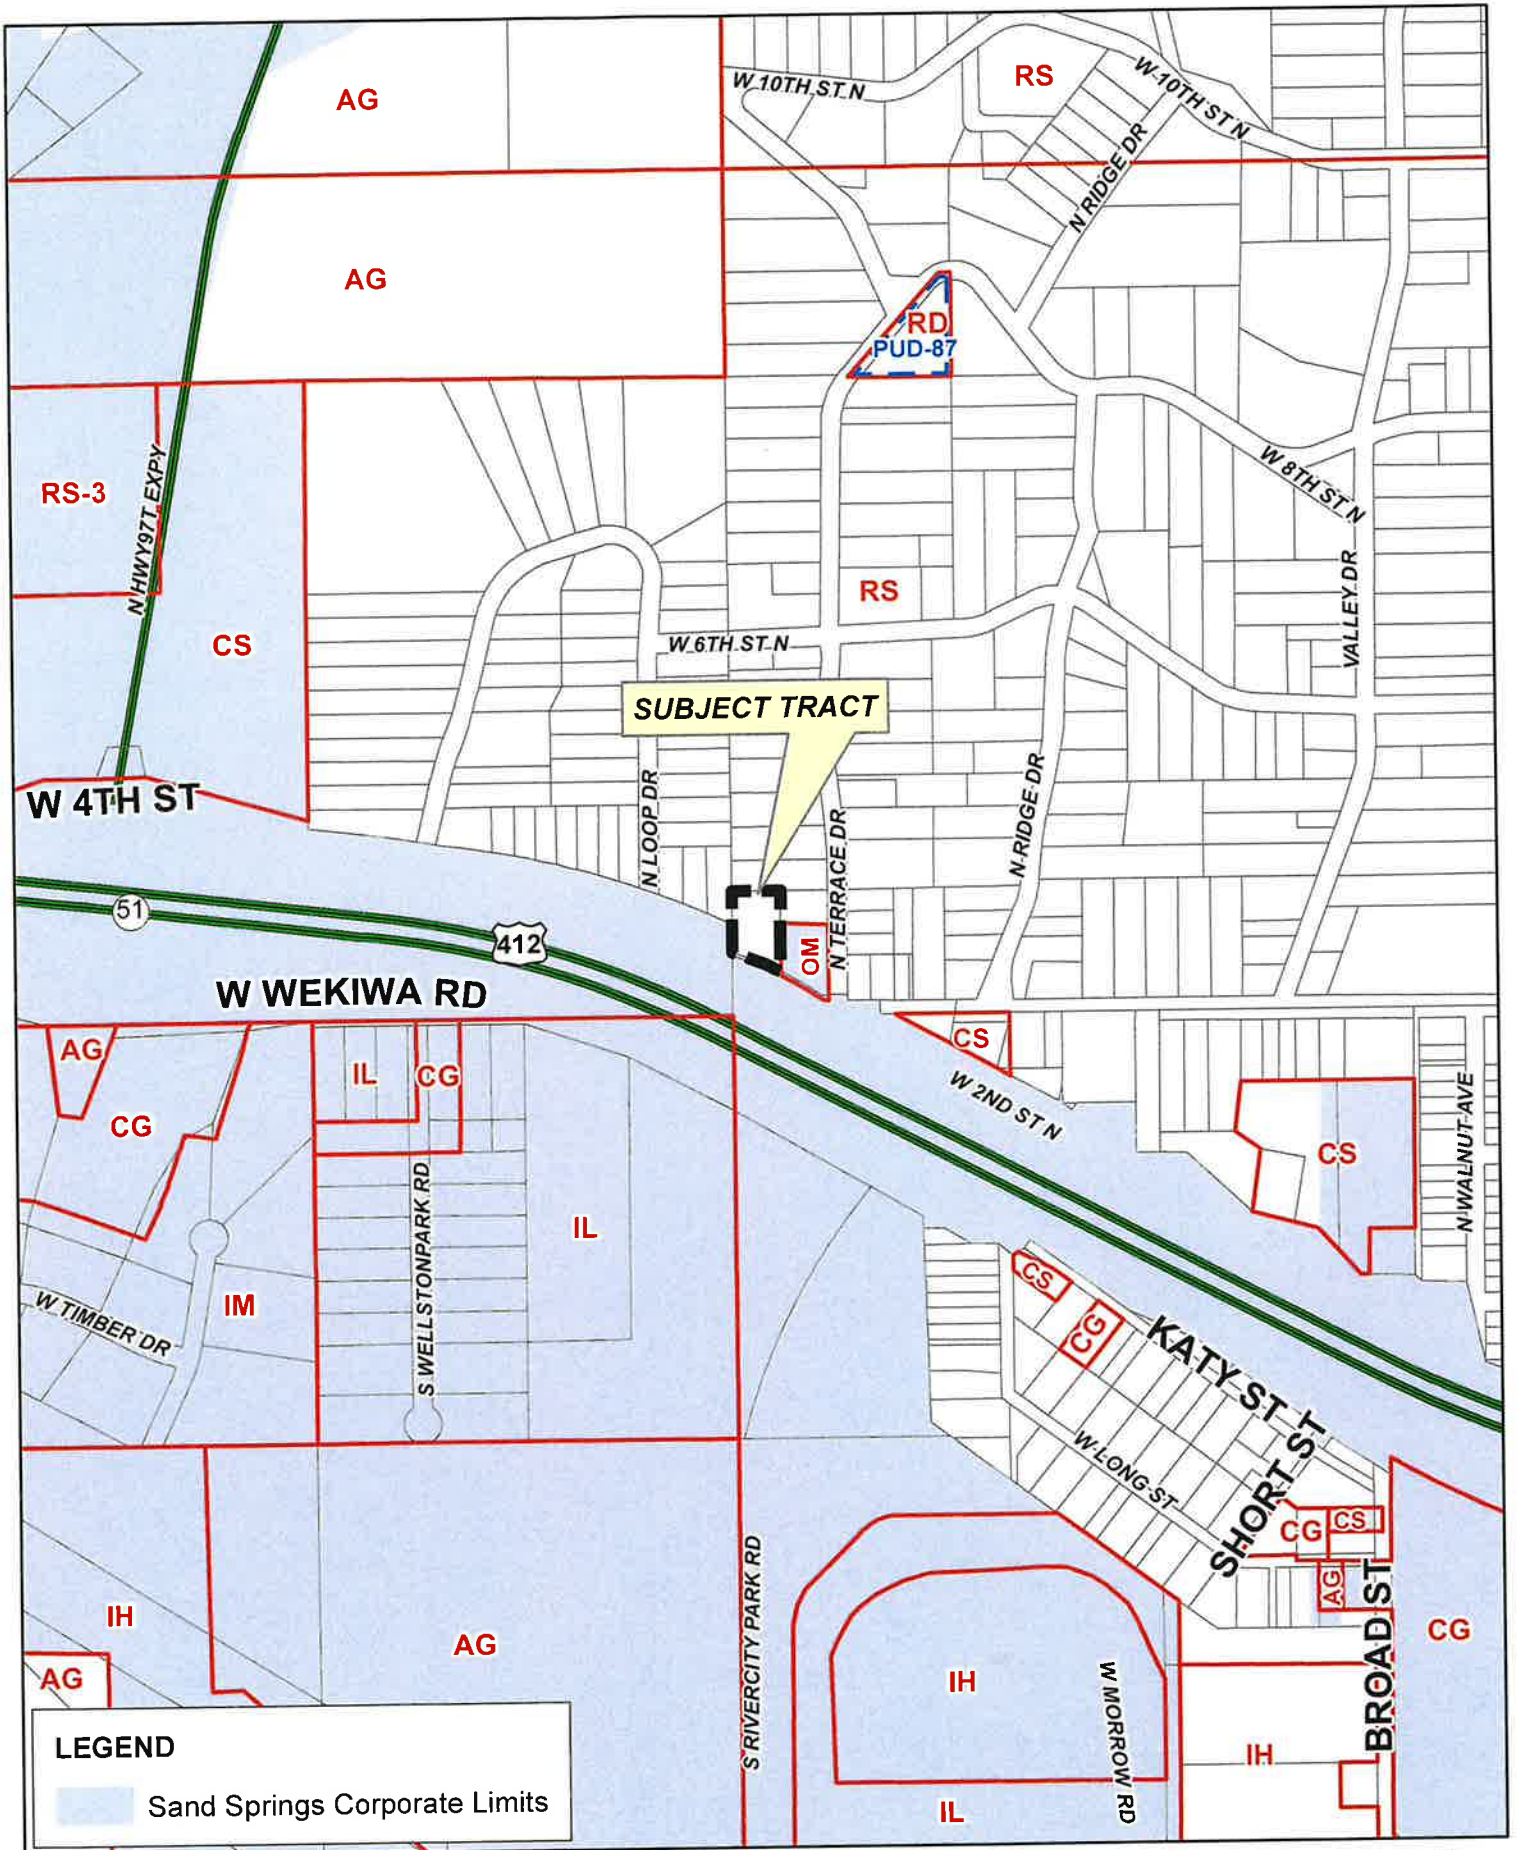 AG
RS
W 10TH ST N
W 10TH ST N
N RIDGE DR
AG
RD
PUD-87
RS-3
N HWY97T EXPY
W 8TH ST N
VALLEY DR
RS
CS
W 6TH ST N
SUBJECT TRACT
W 4TH ST
N LOOP DR
N TERRACE DR
N RIDGE DR
51
412
OM
W WEKIWA RD
CS
AG
IL
CG
W 2ND ST N
CG
CS
N WALNUT AVE
S WELLSTONPARK RD
IL
CS
IM
W TIMBER DR
CG
KATY ST
W LONG ST
SHORT ST
CG
CS
AG
IH
AG
S RIVERCITY PARK RD
BROAD ST
CG
AG
IH
W MORROW RD
IH
IL
LEGEND
Sand Springs Corporate Limits